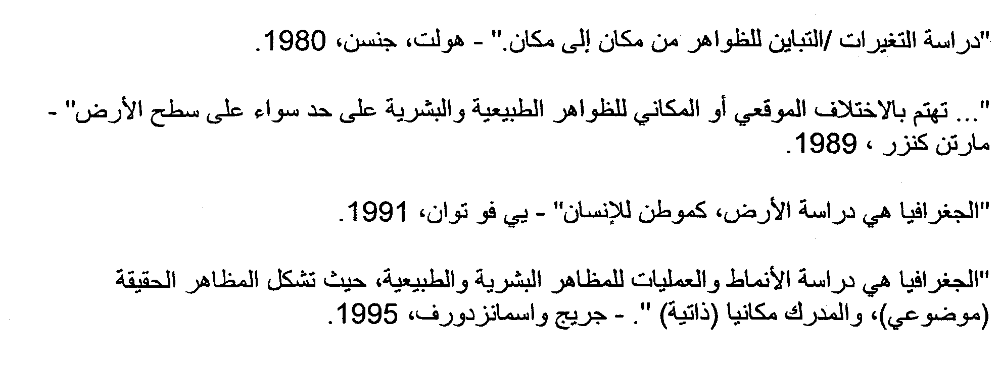 "دراسة التغيرات /التباين للظواهر من مكان إلى مكان." - هولت، جنسن، 1980.
"... تهتم بالاختلاف الموقعي أو المكاني للظواهر الطبيعية والبشرية على حد سواء على سطح الأرض" -
مارتن كنزر ، 1989.
"الجغرافيا هي دراسة الأرض، كموطن للإنسان" - يي فو توان، 1991.
"الجغرافيا هي دراسة الأنماط والعمليات للمظاهر البشرية والطبيعية، حيث تشكل المظاهر الحقيقة
(موضوعي)، والمدرك مكانيا (ذاتية) ". - جريج واسمانزدورف، 1995.